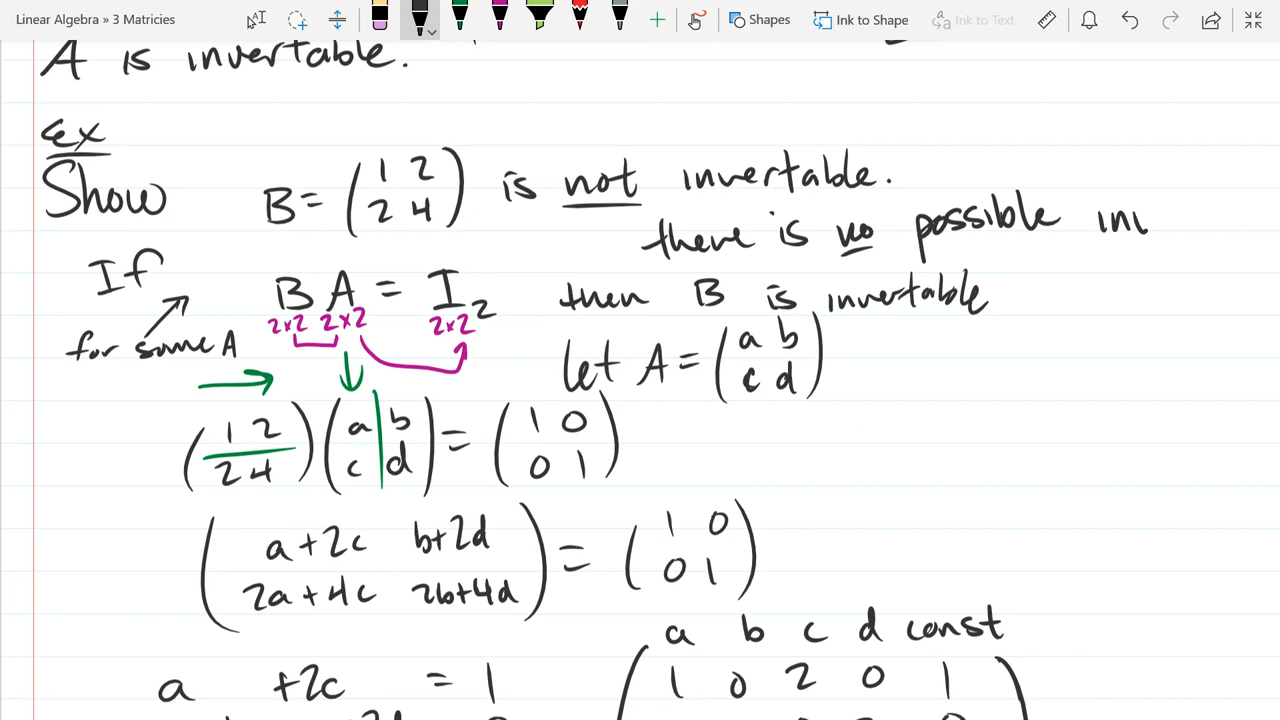 Linear Algebra » 3 Matricies
Shapes Ink to Shape Ink to Text
A is invertable.
Ex
Show B = ( 1 2 ) is not invertable.
2 4
there is no possible inv
If B A = I2 then B is invertable
2x2 2x2 2x2
for some A
let A = ( a b )
c d
( 1 2 ) ( a b ) = ( 1 0 )
2 4 c d 0 1
( a+2c b+2d ) = ( 1 0 )
2a+4c 2b+4d 0 1
a b c d const
a +2c = 1 ( 1 0 2 0 1 )